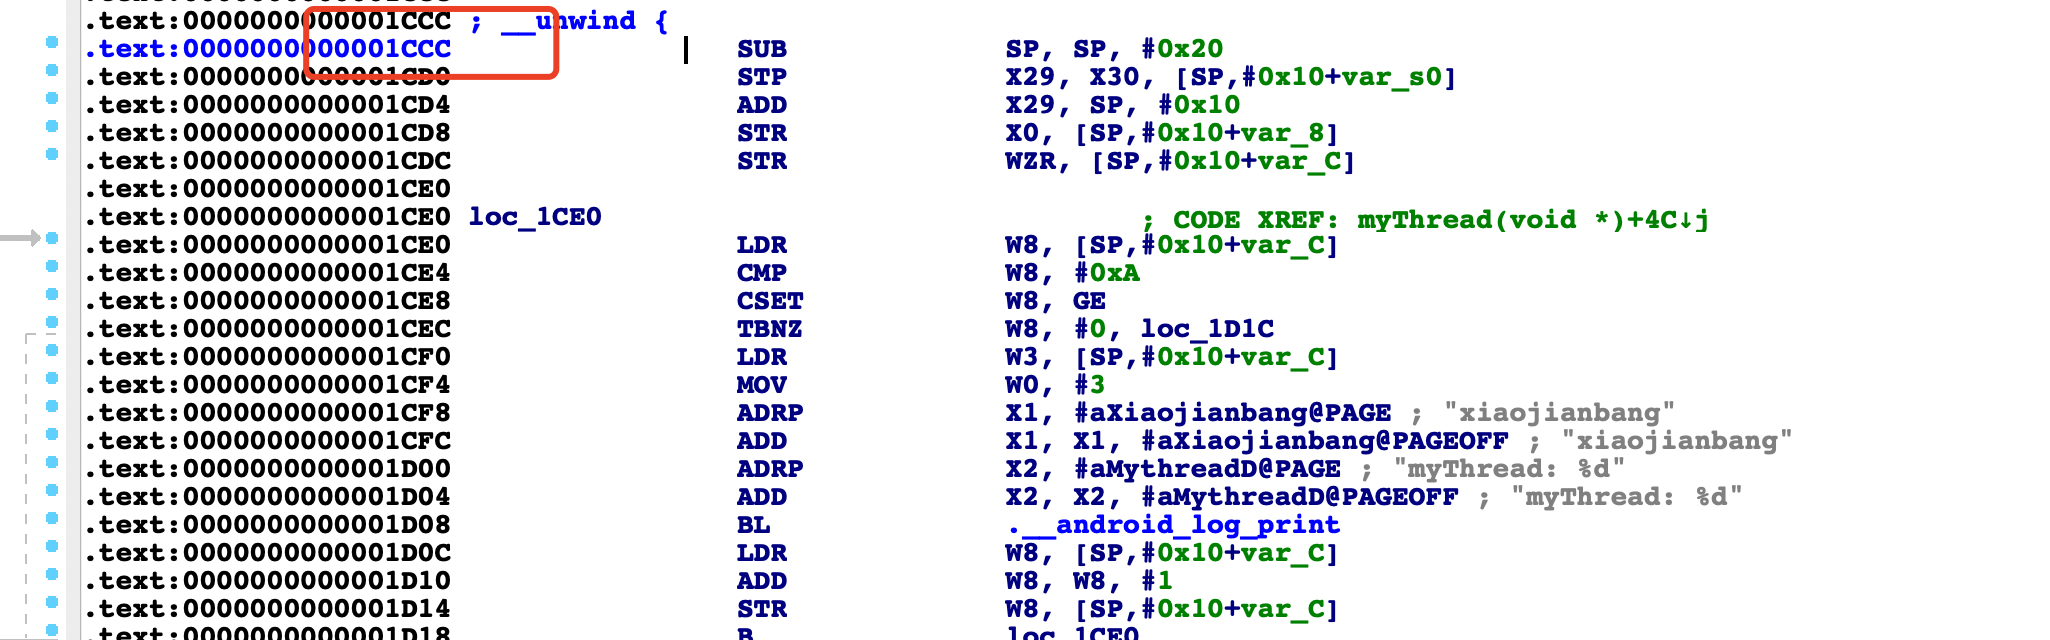 .text:0000000000001CCC ; __unwind {
.text:0000000000001CCC SUB SP, SP, #0x20
.text:0000000000001CD0 STP X29, X30, [SP,#0x10+var_s0]
.text:0000000000001CD4 ADD X29, SP, #0x10
.text:0000000000001CD8 STR X0, [SP,#0x10+var_8]
.text:0000000000001CDC STR WZR, [SP,#0x10+var_C]
.text:0000000000001CE0
.text:0000000000001CE0 loc_1CE0 ; CODE XREF: myThread(void *)+4C↓j
.text:0000000000001CE0 LDR W8, [SP,#0x10+var_C]
.text:0000000000001CE4 CMP W8, #0xA
.text:0000000000001CE8 CSET W8, GE
.text:0000000000001CEC TBNZ W8, #0, loc_1D1C
.text:0000000000001CF0 LDR W3, [SP,#0x10+var_C]
.text:0000000000001CF4 MOV W0, #3
.text:0000000000001CF8 ADRP X1, #aXiaojianbang@PAGE ; "xiaojianbang"
.text:0000000000001CFC ADD X1, X1, #aXiaojianbang@PAGEOFF ; "xiaojianbang"
.text:0000000000001D00 ADRP X2, #aMythreadD@PAGE ; "myThread: %d"
.text:0000000000001D04 ADD X2, X2, #aMythreadD@PAGEOFF ; "myThread: %d"
.text:0000000000001D08 BL .__android_log_print
.text:0000000000001D0C LDR W8, [SP,#0x10+var_C]
.text:0000000000001D10 ADD W8, W8, #1
.text:0000000000001D14 STR W8, [SP,#0x10+var_C]
.text:0000000000001D18 B loc_1CE0